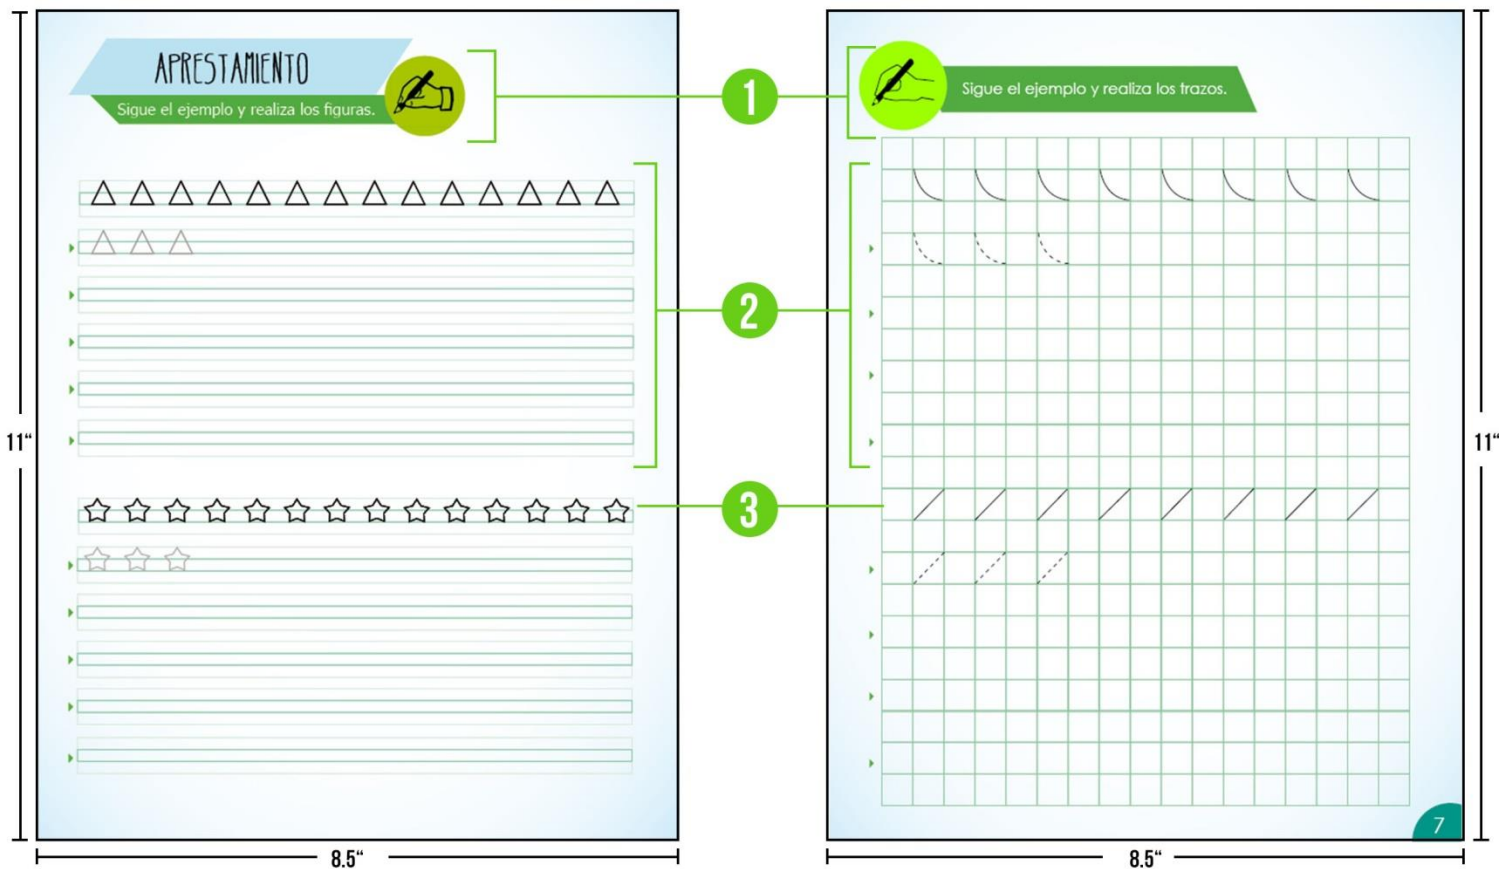 APRESTAMIENTO
Sigue el ejemplo y realiza los figuras.
1
Sigue el ejemplo y realiza los trazos.
2
11“
11“
3
7
8.5“
8.5“